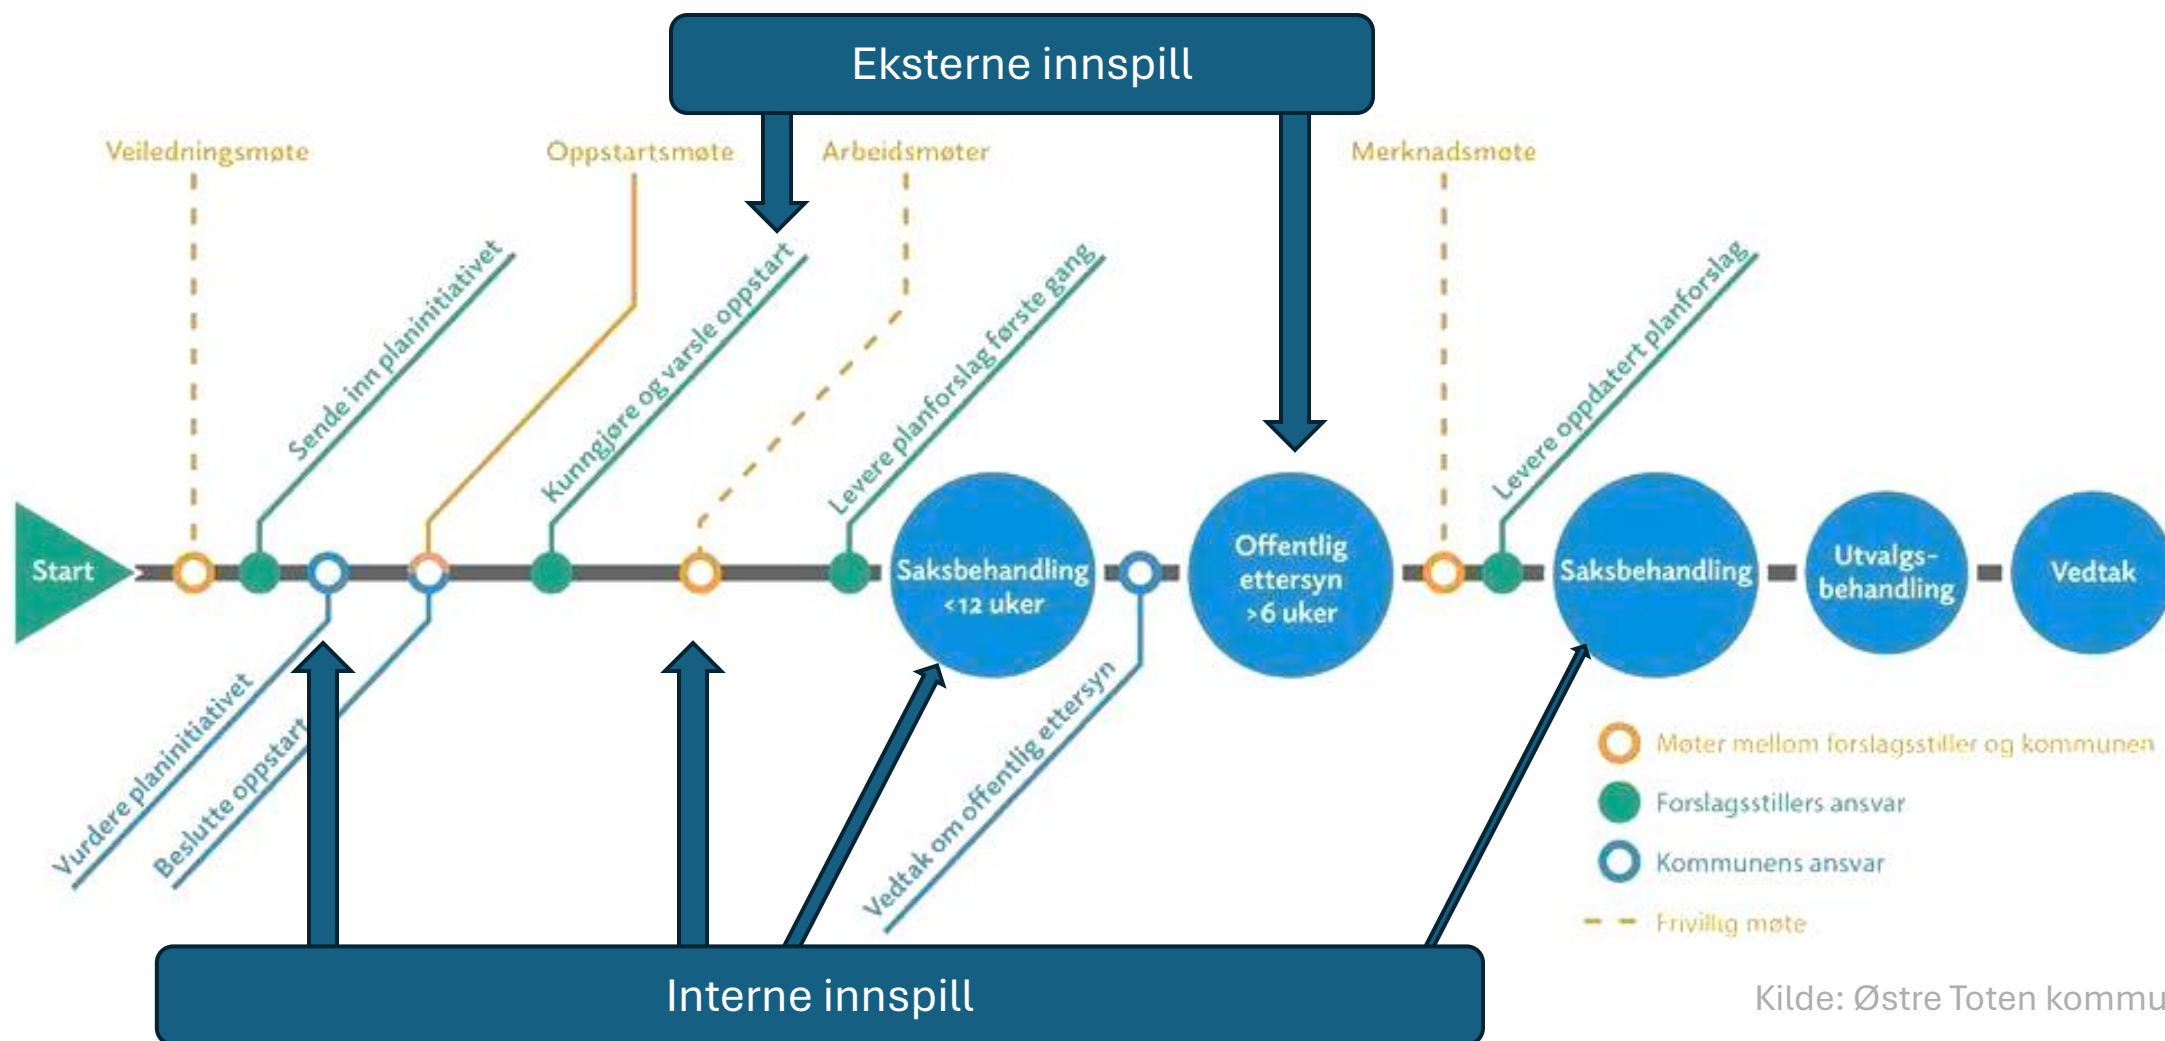 Eksterne innspill
Veiledningsmøte
Oppstartsmøte
Arbeidsmøter
Merknadsmøte
Sende inn planinitiativet
Kunngjøre og varsle oppstart
Levere planforslag første gang
Levere oppdatert planforslag
Start
Saksbehandling
<12 uker
Offentlig
ettersyn
>6 uker
Saksbehandling
Utvalgs-
behandling
Vedtak
Vurdere planinitiativet
Beslutte oppstart
Vedtak om offentlig ettersyn
Møter mellom forslagsstiller og kommunen
Forslagsstillers ansvar
Kommunens ansvar
Frivillig møte
Interne innspill
Kilde: Østre Toten kommu